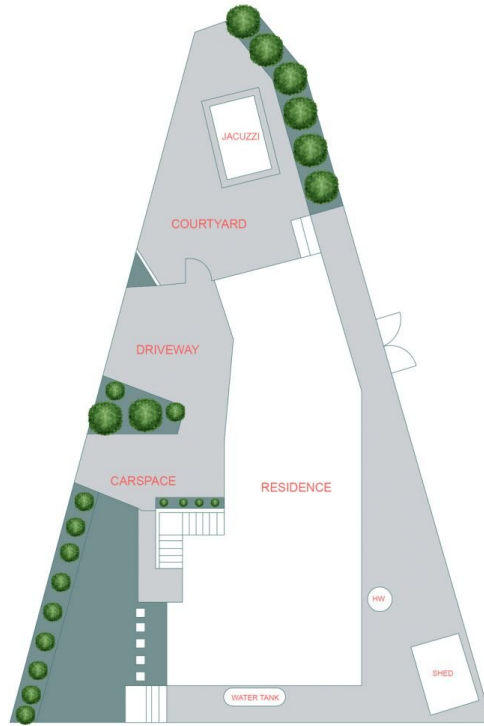 JACUZZI
COURTYARD
DRIVEWAY
CARSPACE
RESIDENCE
HW
SHED
WATER TANK